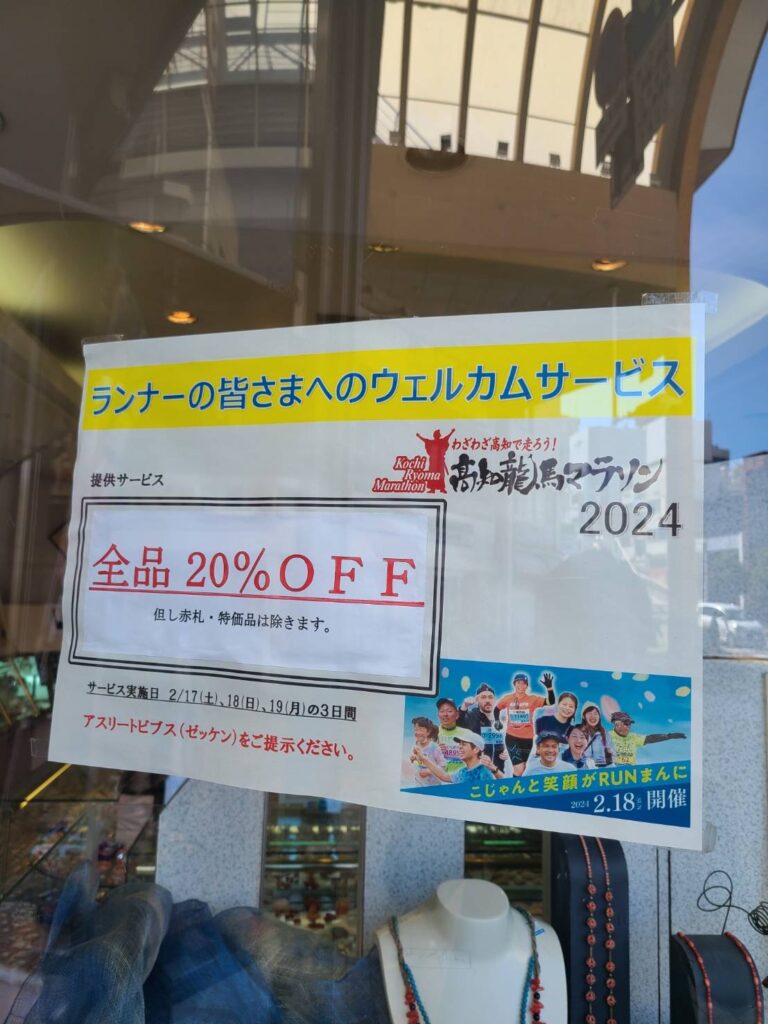 ランナーの皆さまへのウェルカムサービス
わざわざ高知で走ろう!
Kochi
Ryoma
Marathon
高知龍馬マラソン
2024
提供サービス
全品 20%OFF
但し赤札・特価品は除きます。
サービス実施日 2/17(土)、18(日)、19(月)の3日間
アスリートビブス(ゼッケン)をご提示ください。
こじゃんと笑顔がRUNまんに
2024 2.18 開催